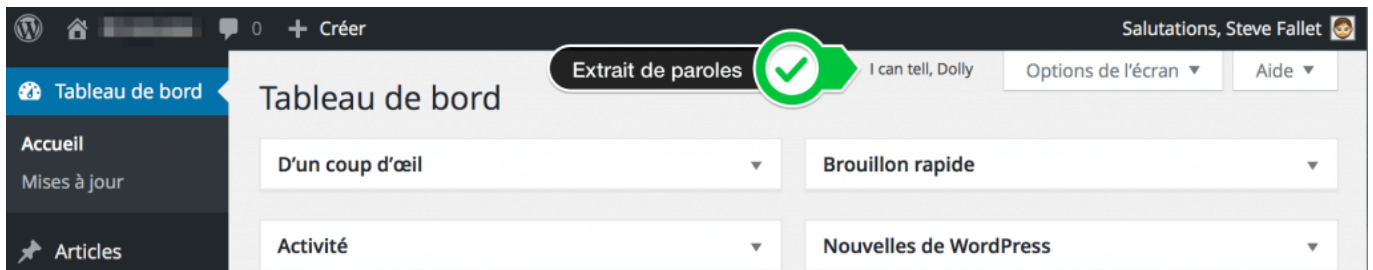 0 + Créer
Salutations, Steve Fallet
Extrait de paroles
I can tell, Dolly
Options de l'écran ▼
Aide ▼
Tableau de bord
Tableau de bord
Accueil
Mises à jour
Articles
D'un coup d'œil
Brouillon rapide
Activité
Nouvelles de WordPress